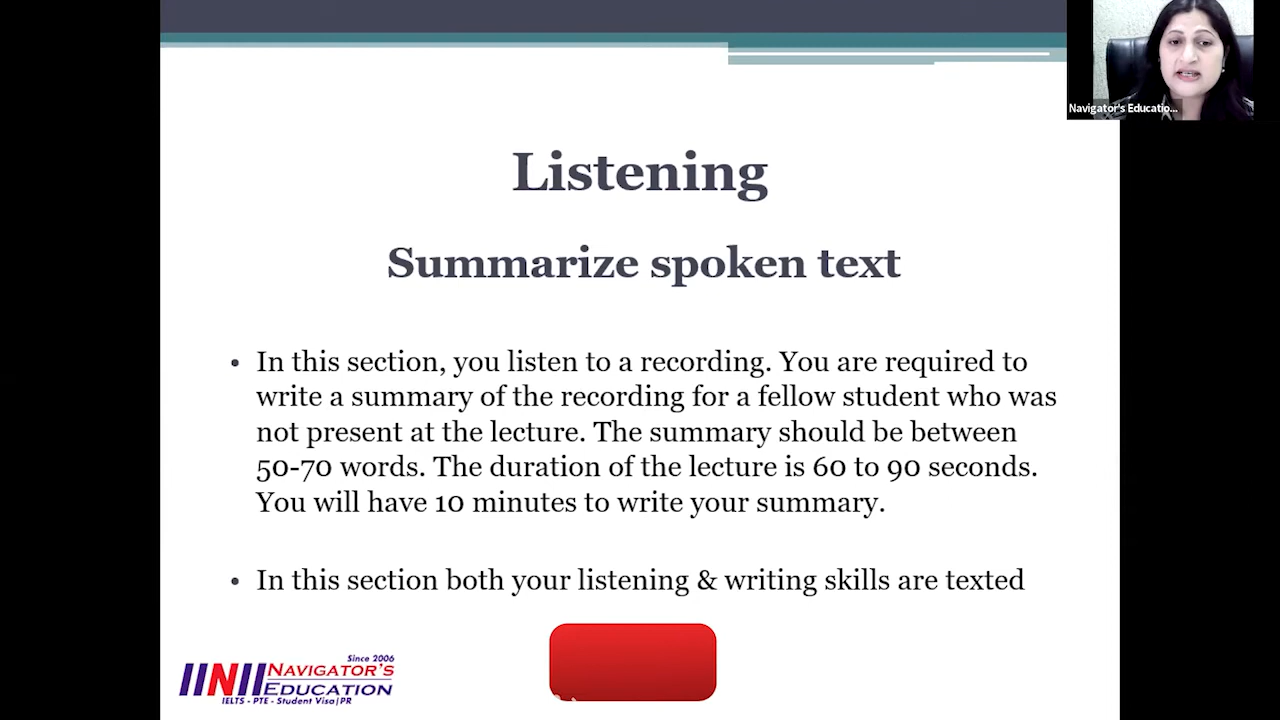 Navigator's Educatio...
Listening
Summarize spoken text
• In this section, you listen to a recording. You are required to
write a summary of the recording for a fellow student who was
not present at the lecture. The summary should be between
50-70 words. The duration of the lecture is 60 to 90 seconds.
You will have 10 minutes to write your summary.
• In this section both your listening & writing skills are texted
Since 2006
NAVIGATOR'S
EDUCATION
IELTS - PTE - Student Visa|PR